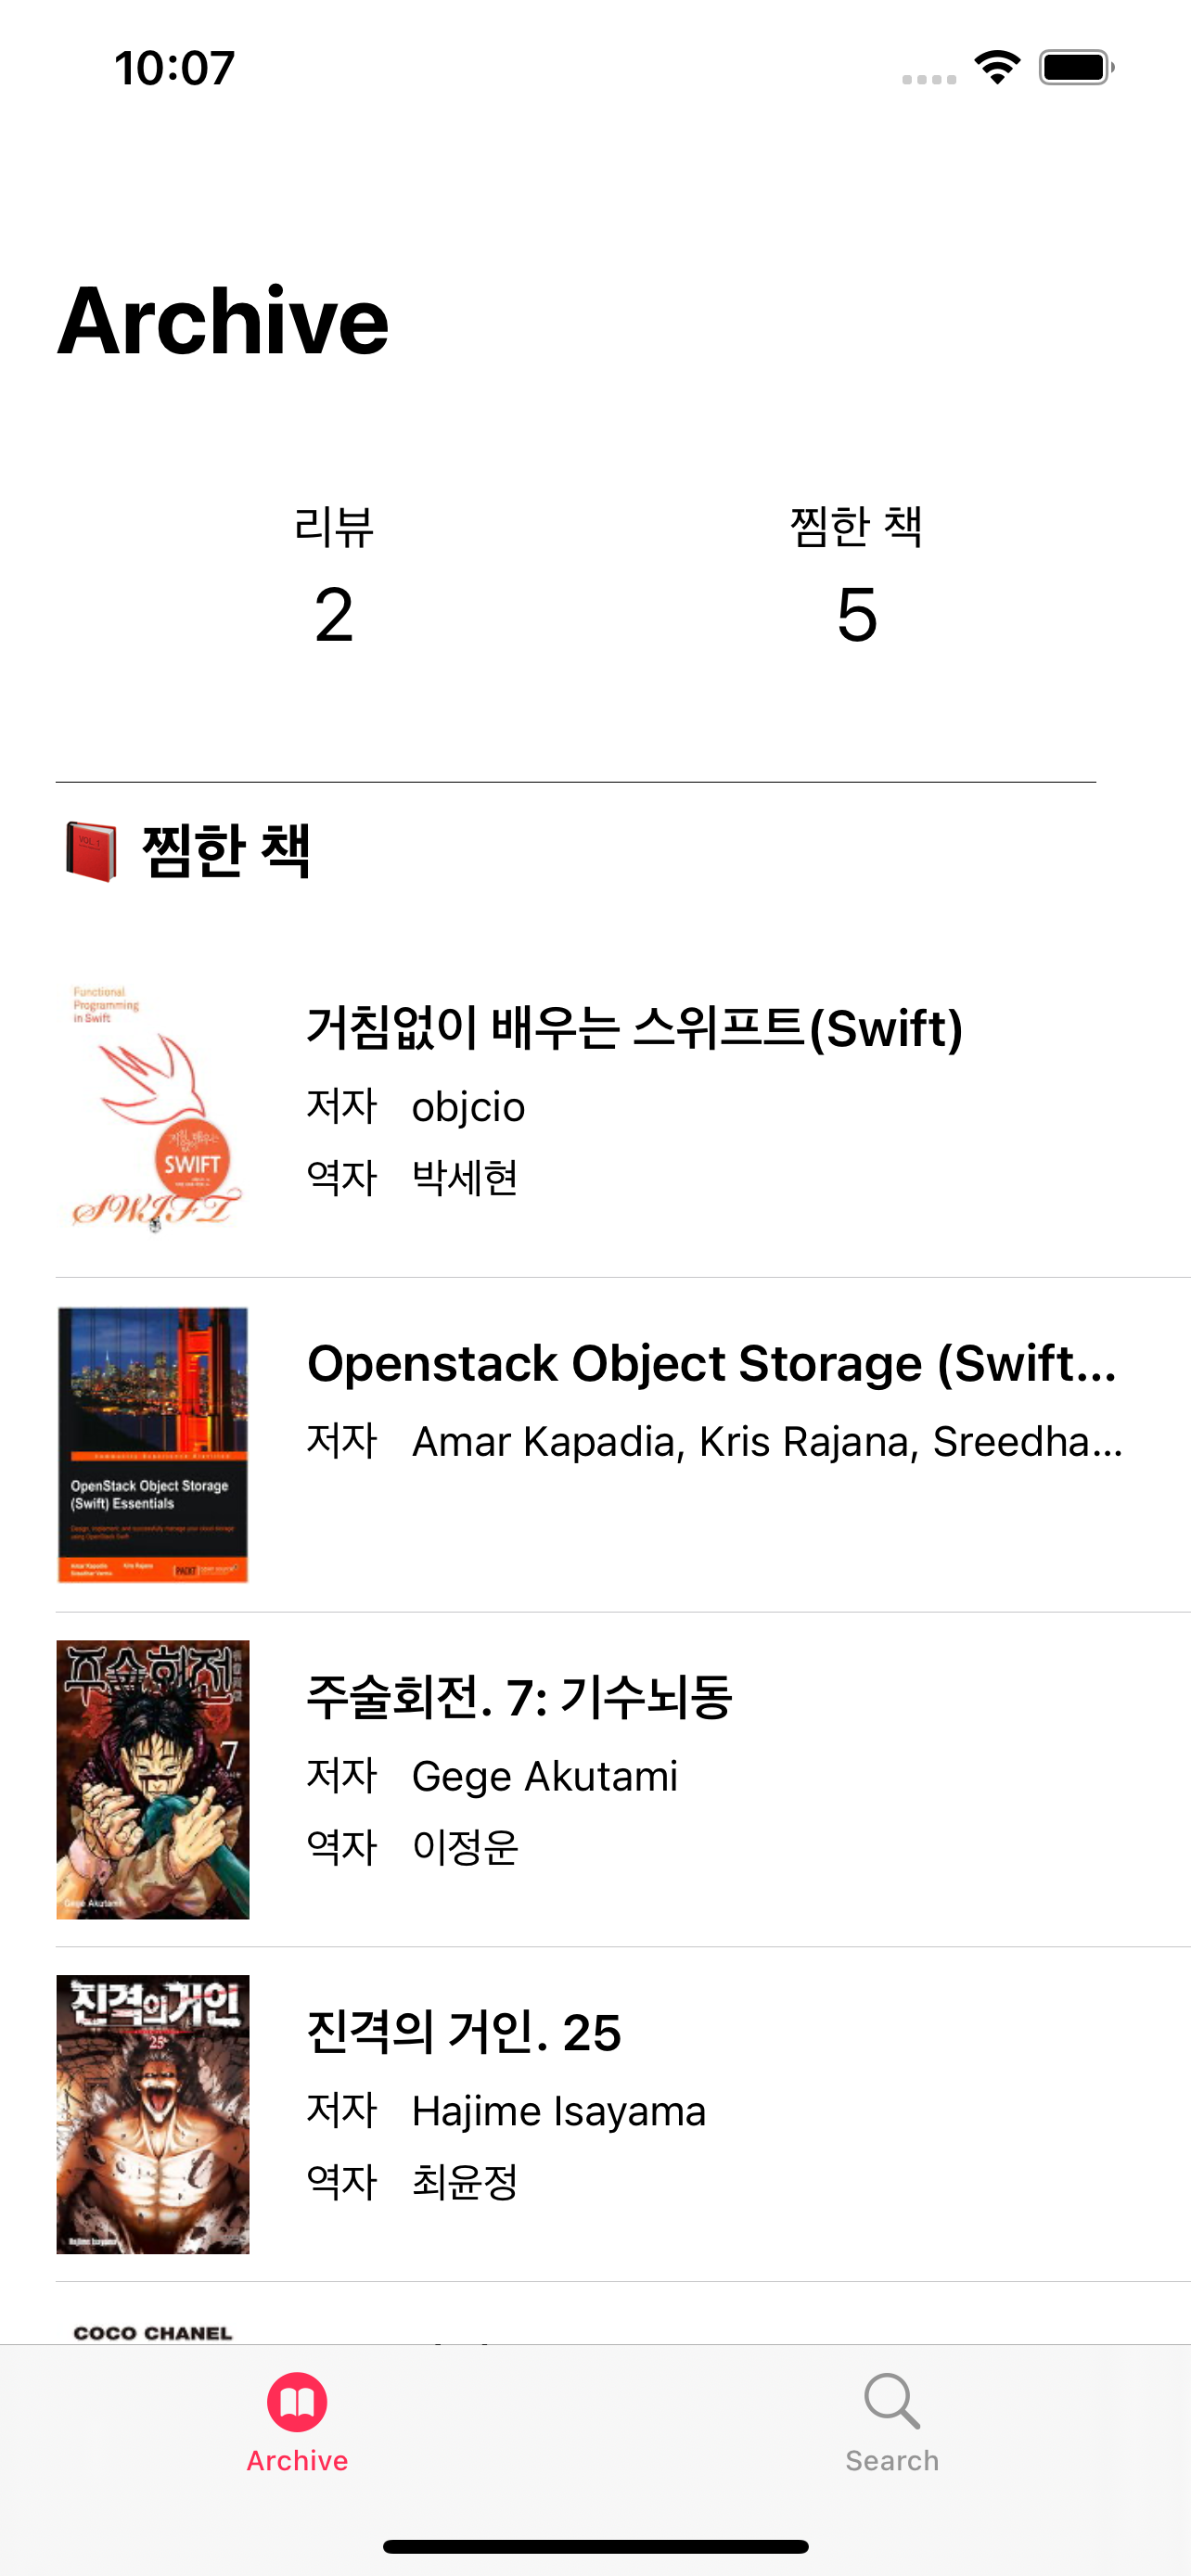 10:07
Archive
리뷰
찜한 책
2
5
찜한 책
Functional
Programming
in Swift
SWIFT
SWIFT
거침없이 배우는 스위프트(Swift)
저자 objcio
역자 박세현
OpenStack Object Storage
(Swift) Essentials
Openstack Object Storage (Swift...
저자 Amar Kapadia, Kris Rajana, Sreedha...
주술회전
7
Gege Akutami
주술회전. 7: 기수뇌동
저자 Gege Akutami
역자 이정운
진격의거인
25
Hajime Isayama
진격의 거인. 25
저자 Hajime Isayama
역자 최윤정
COCO CHANEL
Archive
Search